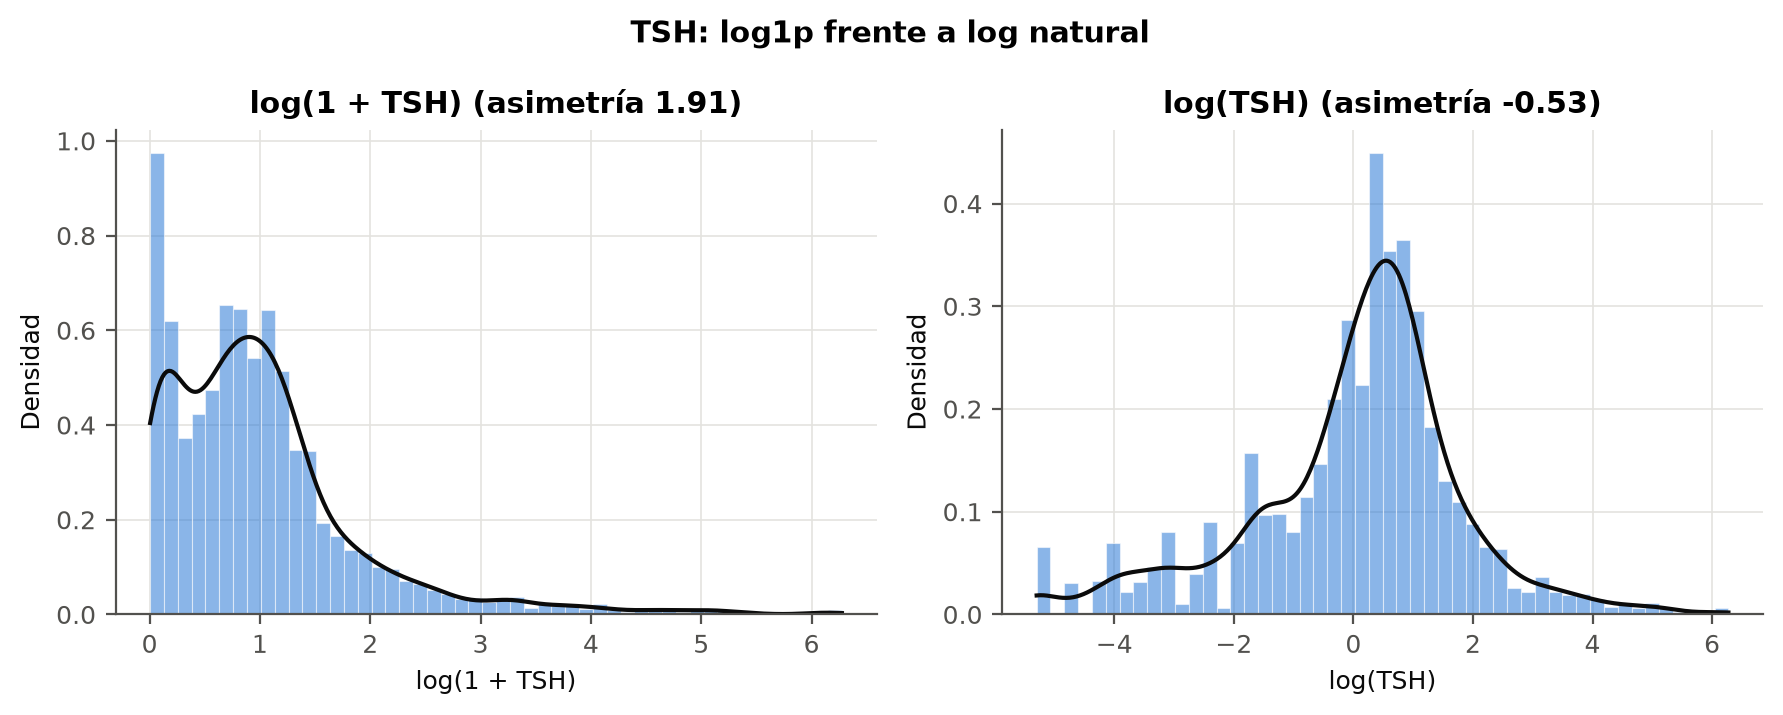 TSH: log1p frente a log natural
log(1 + TSH) (asimetría 1.91)
Densidad
1.0
0.8
0.6
0.4
0.2
0.0
0 1 2 3 4 5 6
log(1 + TSH)
log(TSH) (asimetría -0.53)
Densidad
0.4
0.3
0.2
0.1
0.0
−4 −2 0 2 4 6
log(TSH)